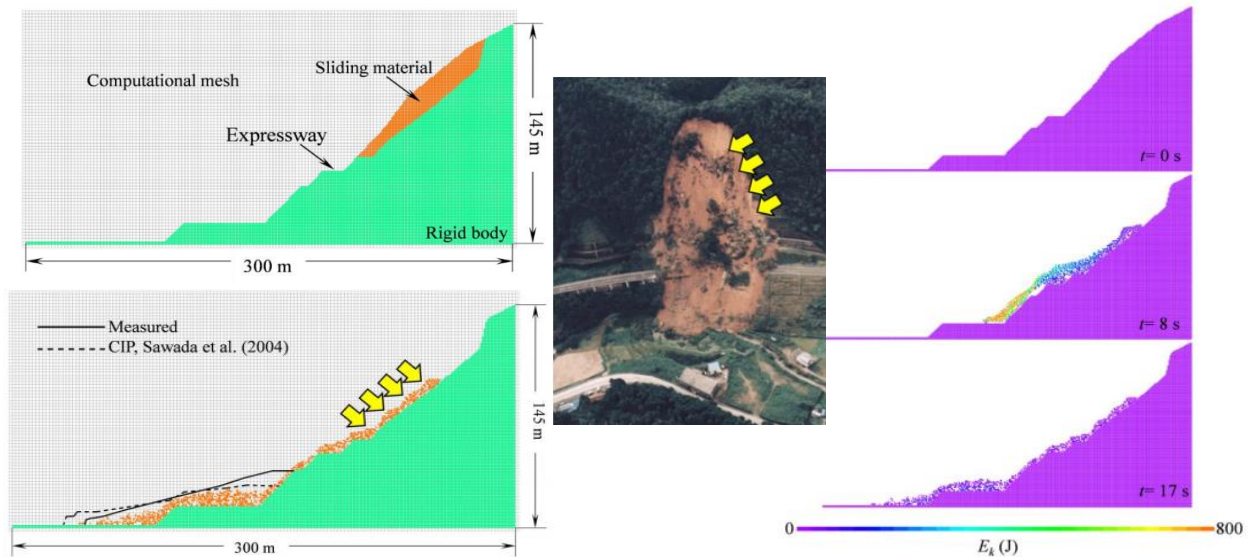 Computational mesh
Sliding material
Expressway
145 m
Rigid body
300 m
Measured
CIP, Sawada et al. (2004)
145 m
300 m
t= 0 s
t= 8 s
t= 17 s
0
800
E_k (J)